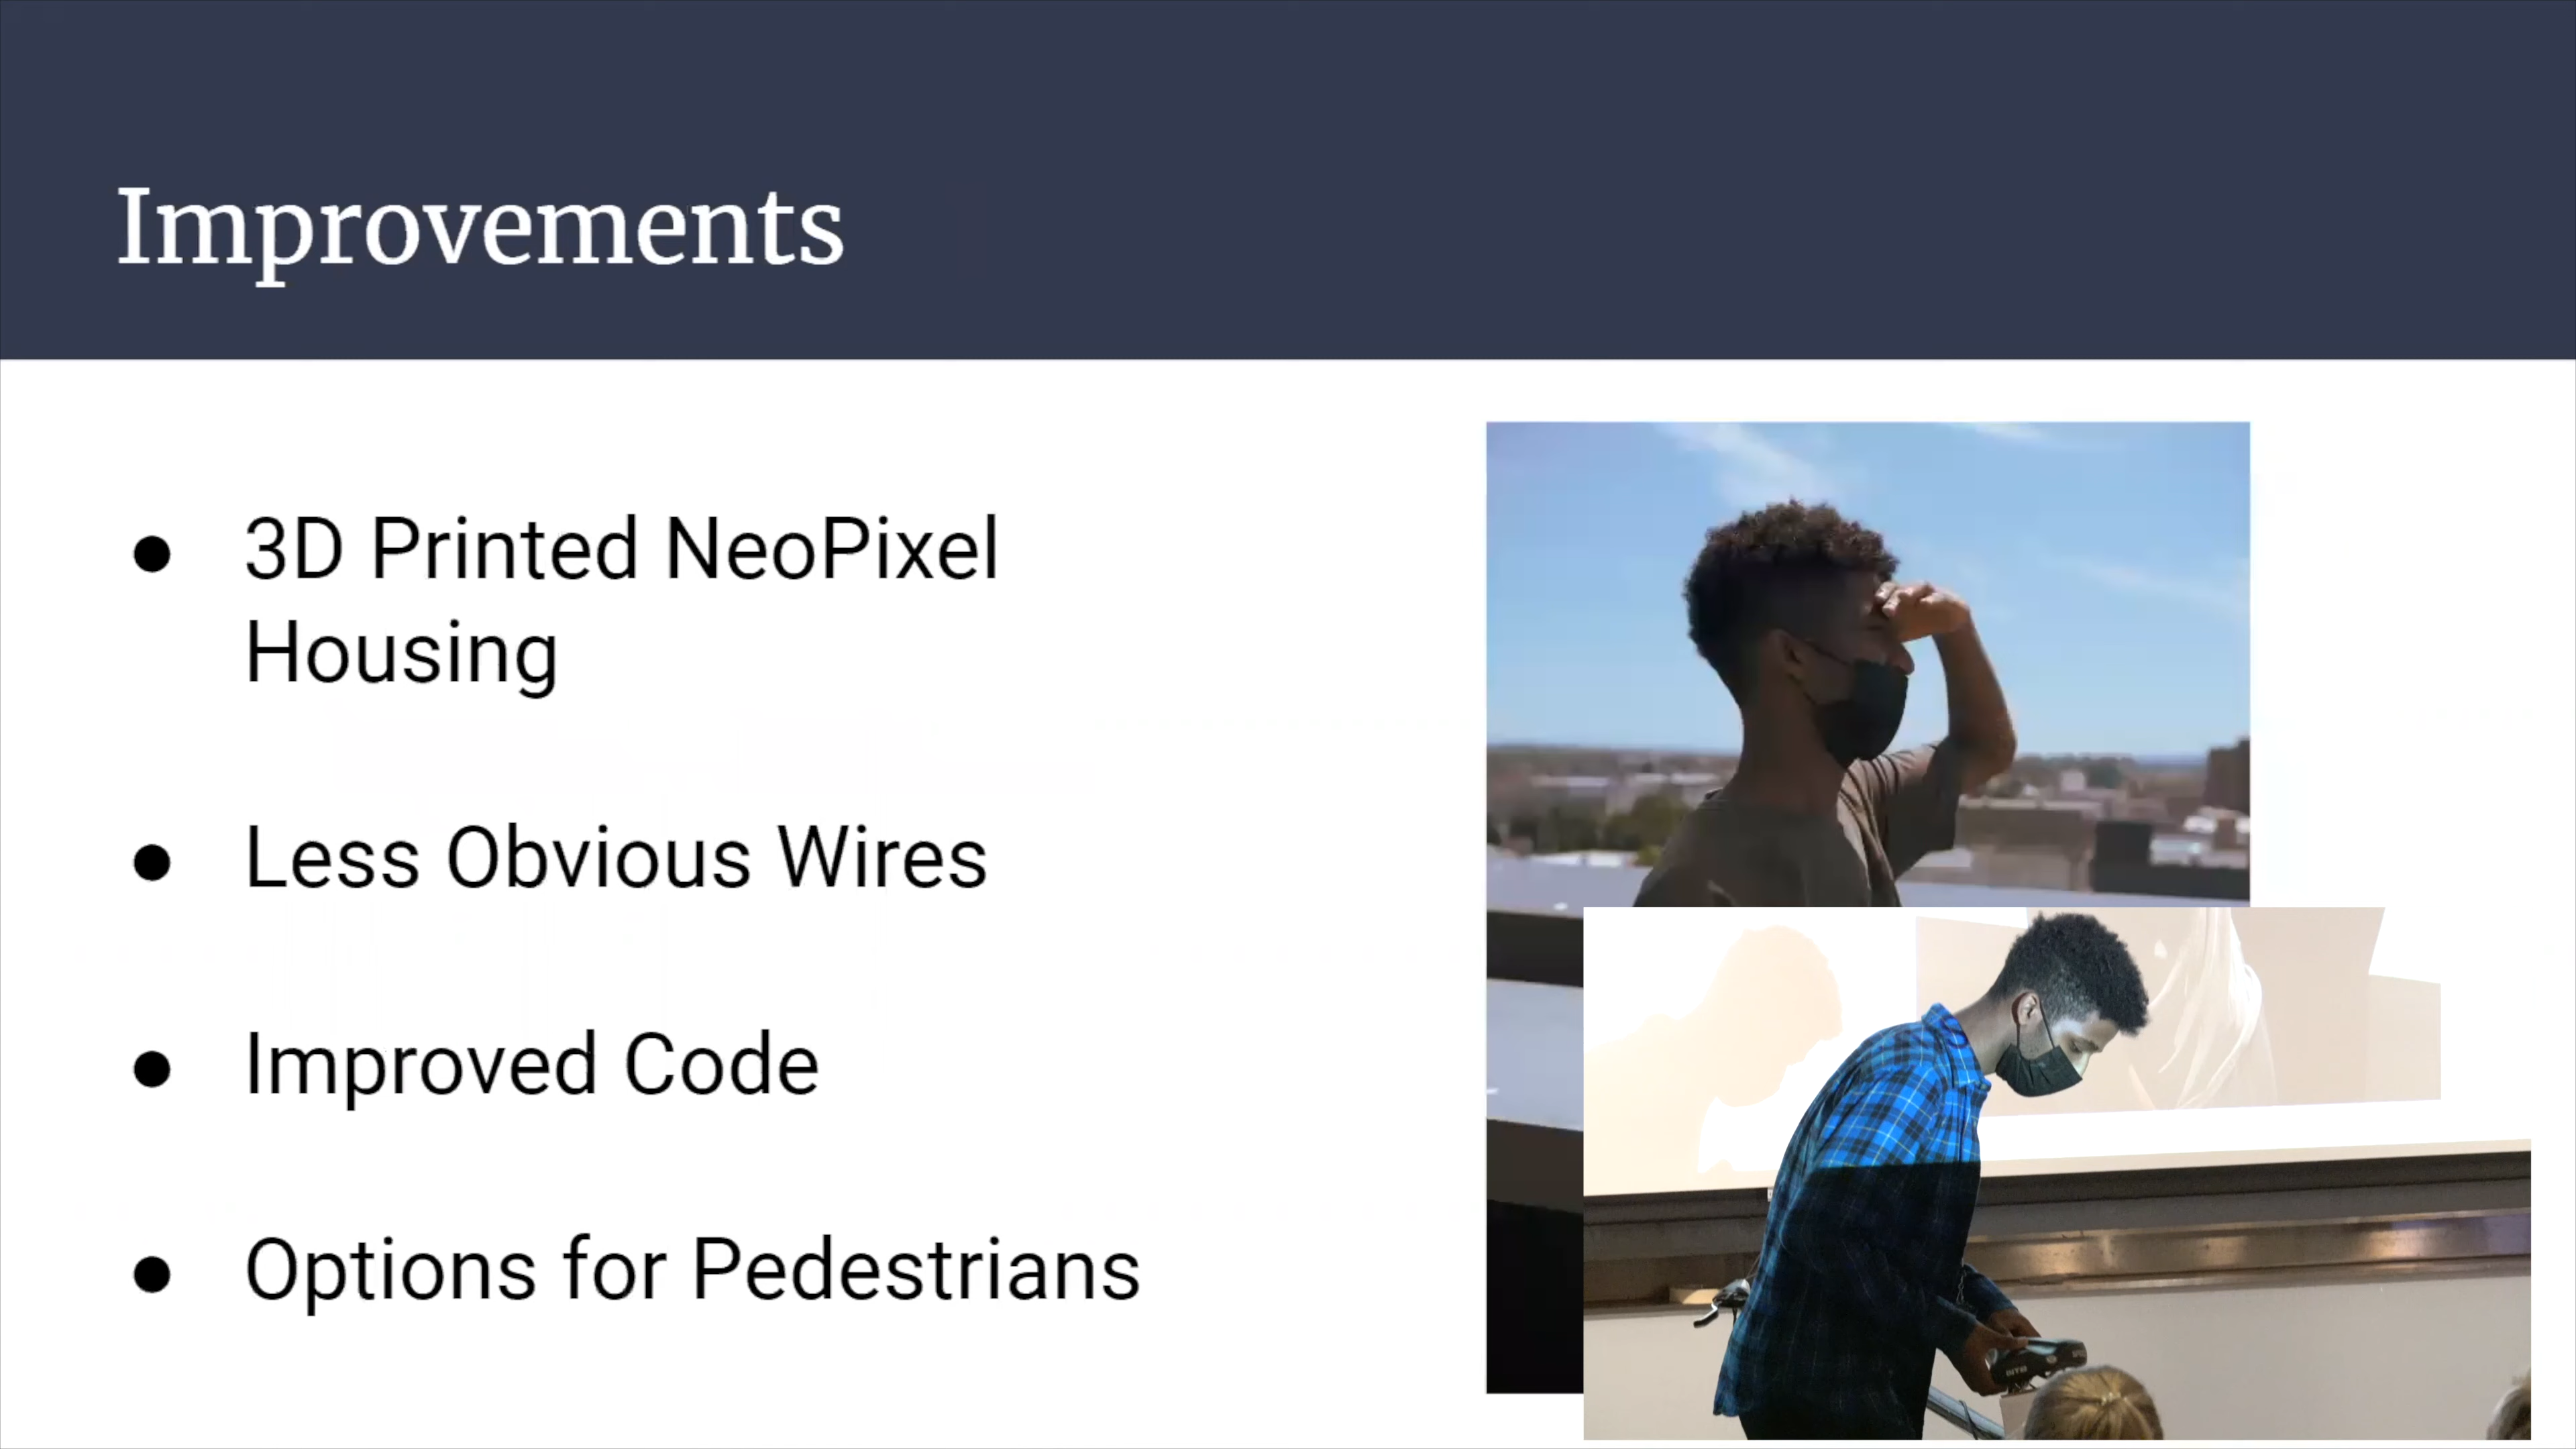 Improvements
● 3D Printed NeoPixel
Housing
● Less Obvious Wires
● Improved Code
● Options for Pedestrians